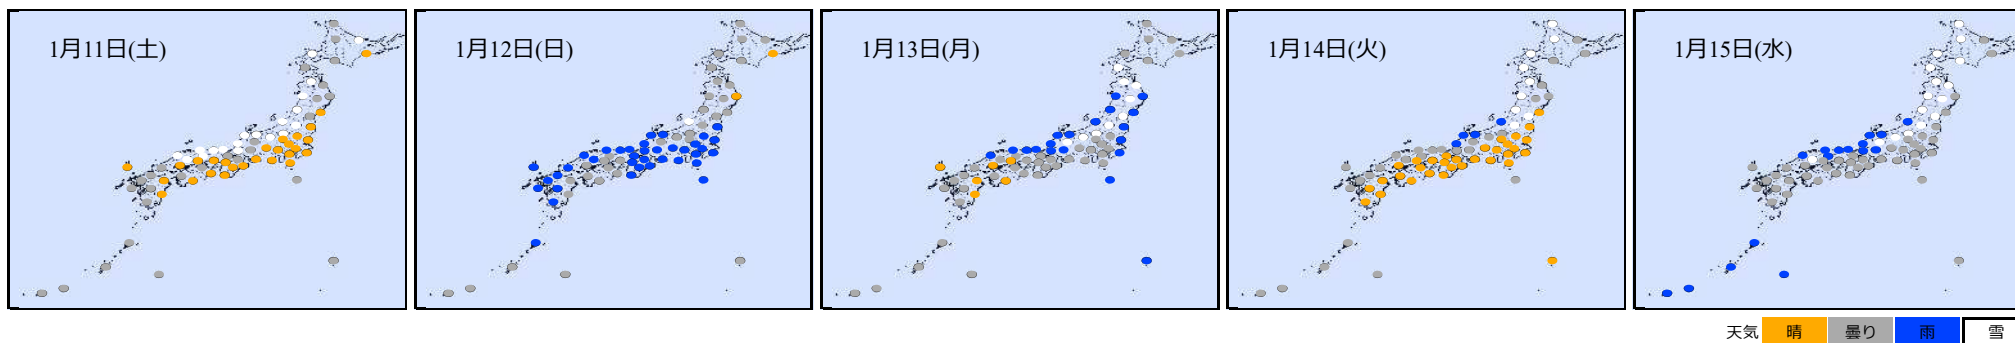 1月11日(土)
1月12日(日)
1月13日(月)
1月14日(火)
1月15日(水)
天気 晴 曇り 雨 雪